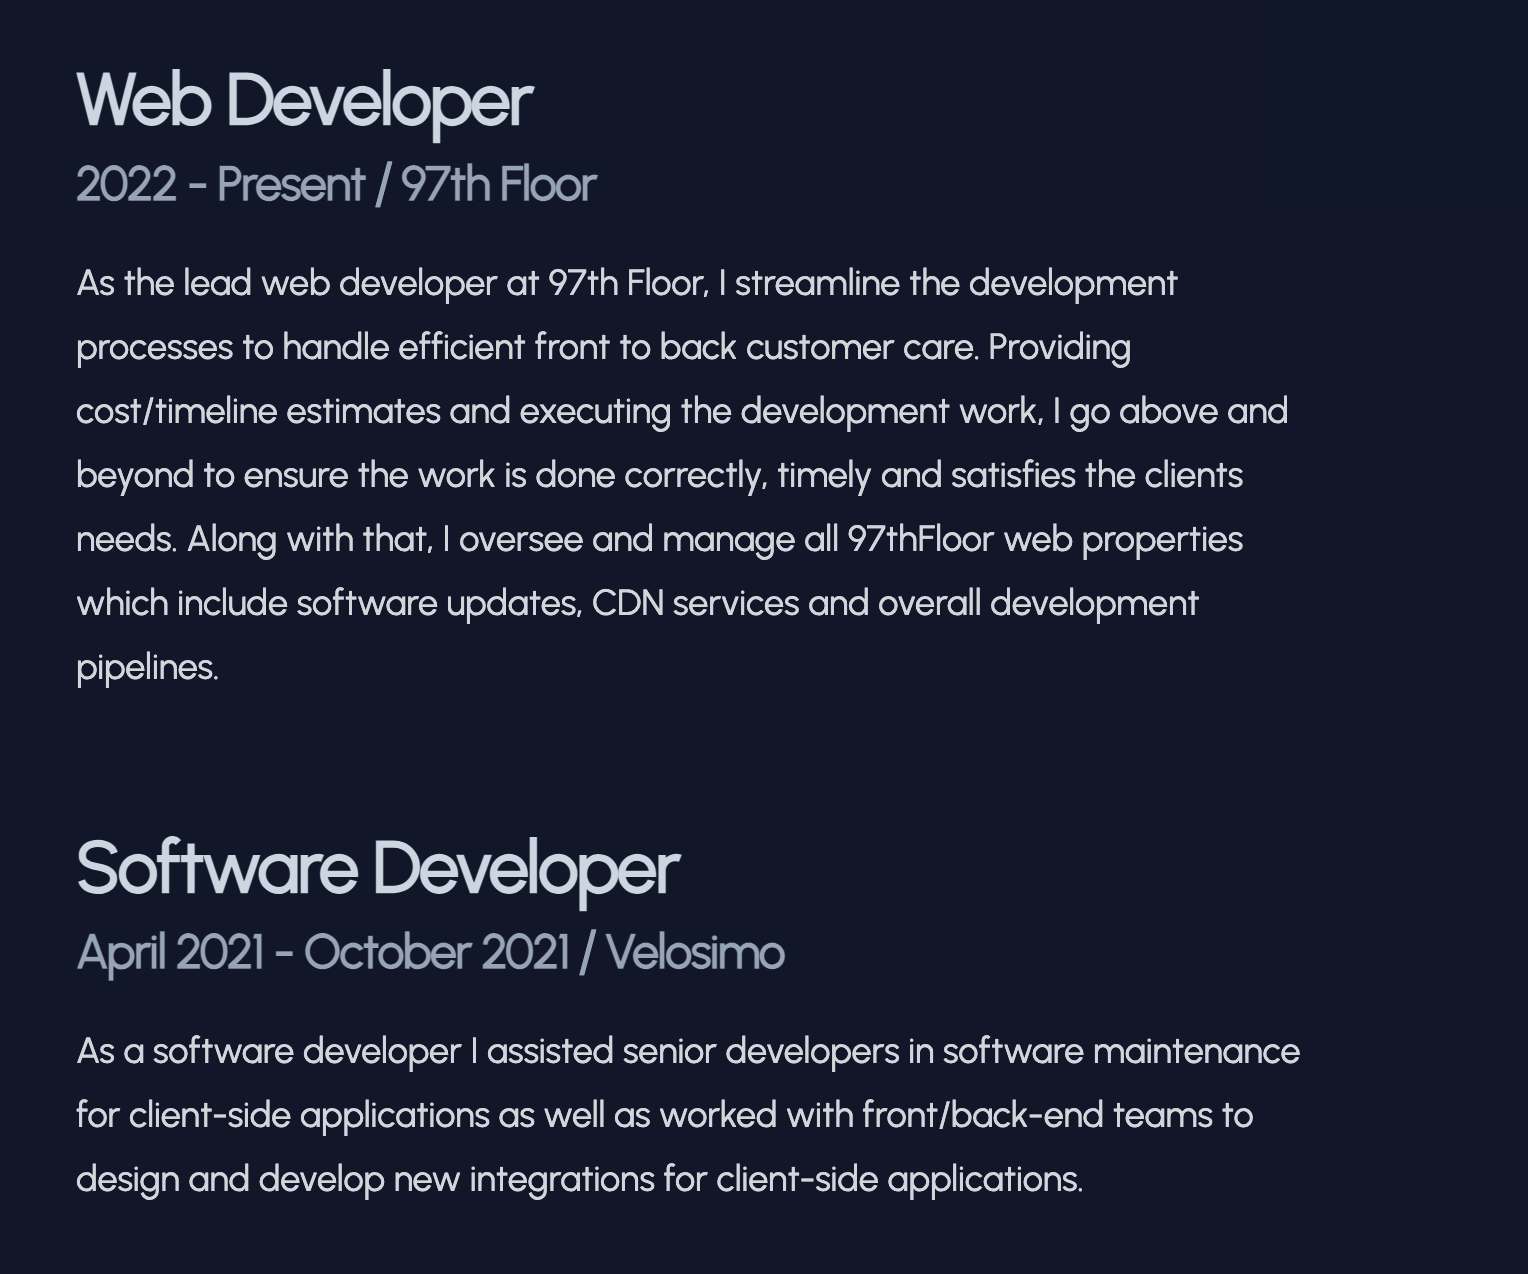 Web Developer
2022 - Present / 97th Floor
As the lead web developer at 97th Floor, I streamline the development
processes to handle efficient front to back customer care. Providing
cost/timeline estimates and executing the development work, I go above and
beyond to ensure the work is done correctly, timely and satisfies the clients
needs. Along with that, I oversee and manage all 97thFloor web properties
which include software updates, CDN services and overall development
pipelines.
Software Developer
April 2021 - October 2021 / Velosimo
As a software developer I assisted senior developers in software maintenance
for client-side applications as well as worked with front/back-end teams to
design and develop new integrations for client-side applications.